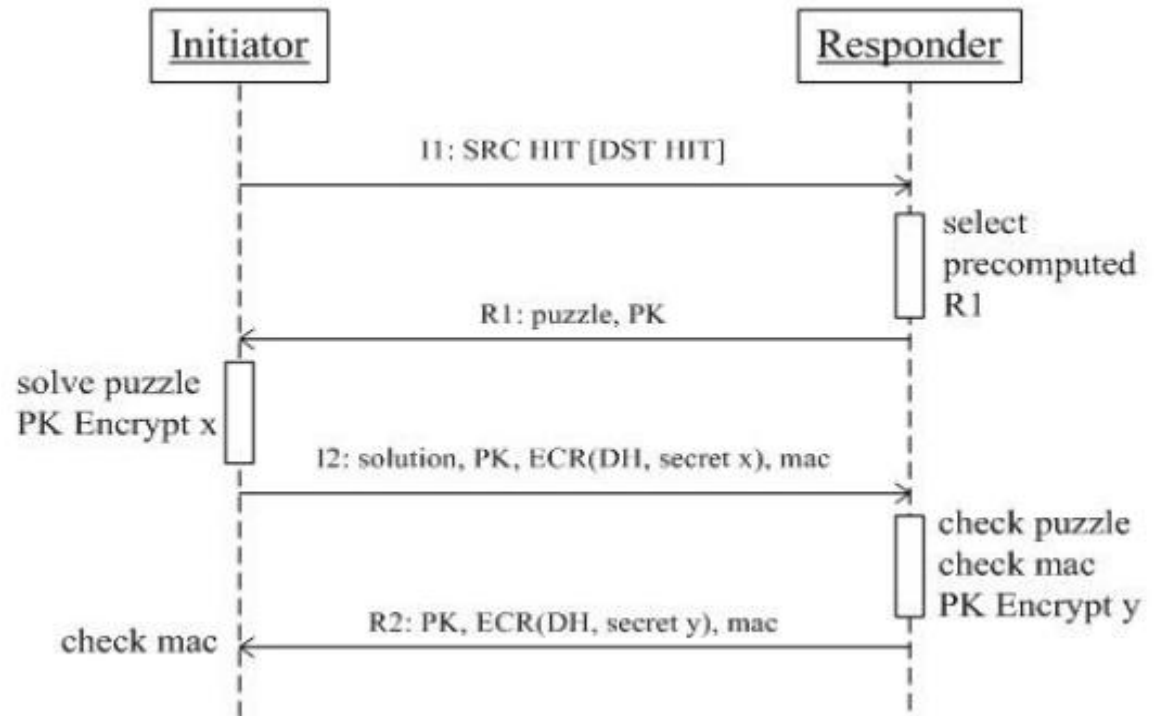 Initiator
Responder
I1: SRC HIT [DST HIT]
select
precomputed
R1
R1: puzzle, PK
solve puzzle
PK Encrypt x
I2: solution, PK, ECR(DH, secret x), mac
check puzzle
check mac
PK Encrypt y
R2: PK, ECR(DH, secret y), mac
check mac